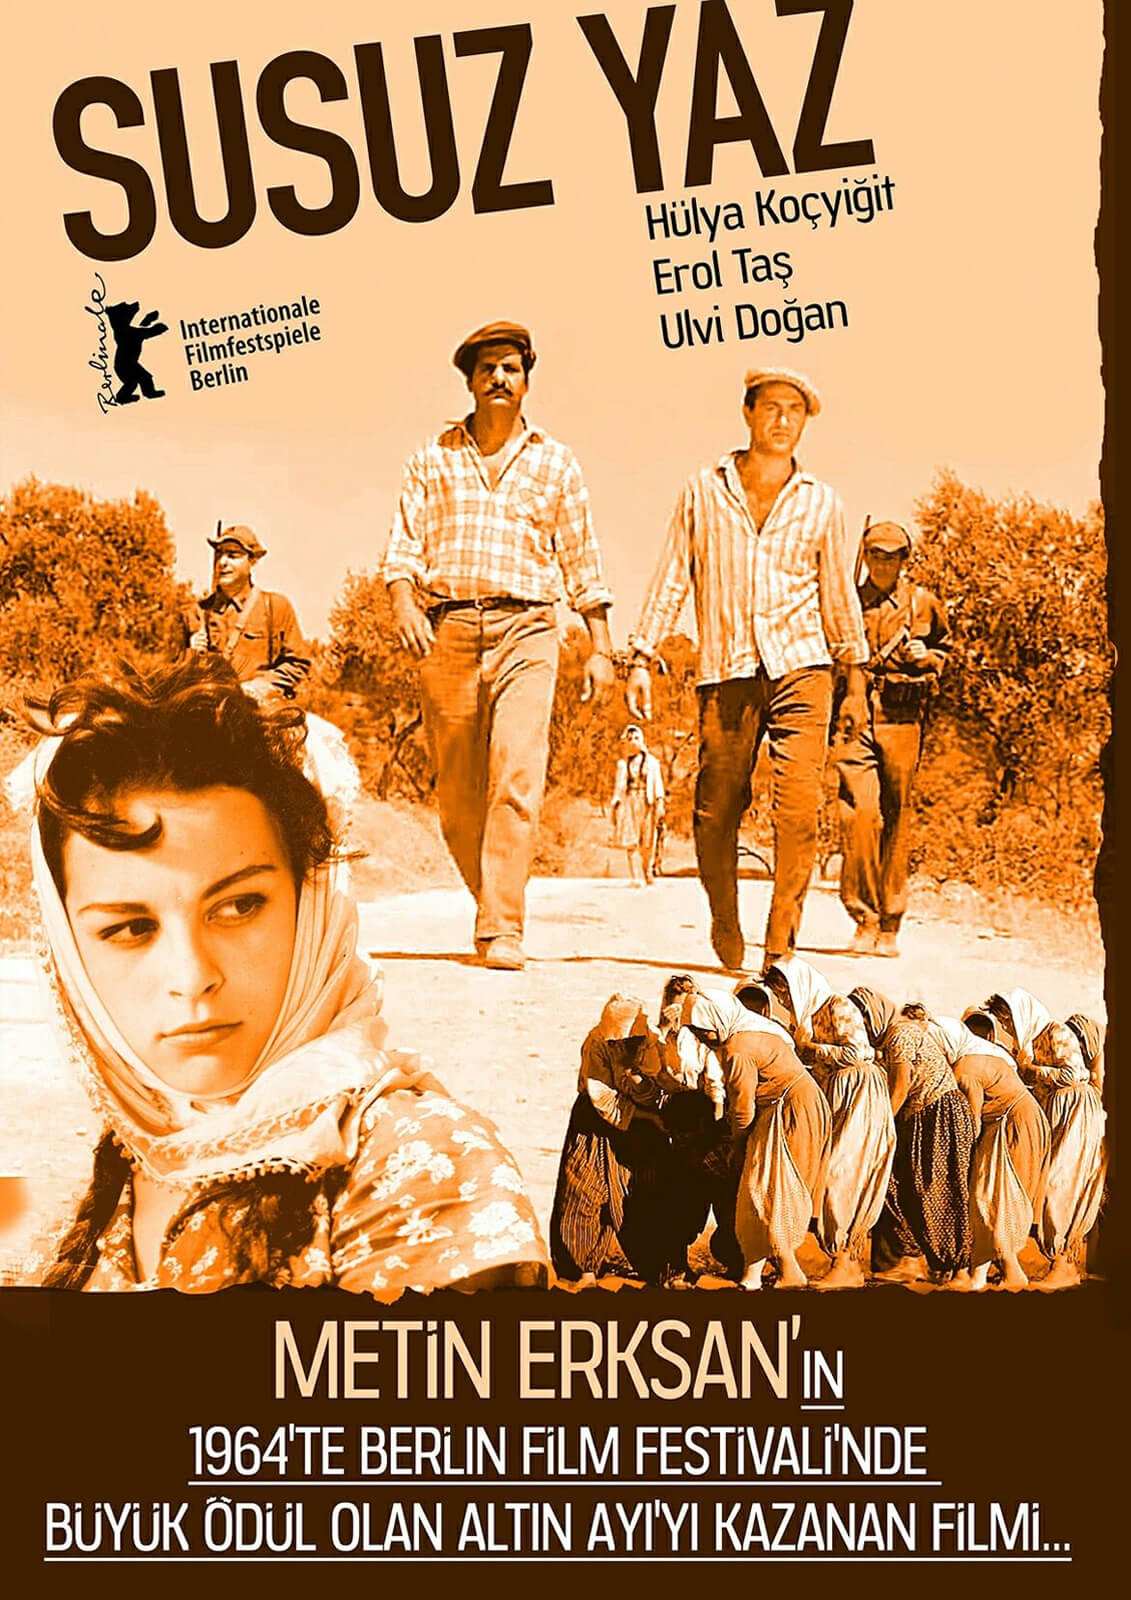 SUSUZ YAZ
Hülya Koçyiğit
Erol Taş
Ulvi Doğan
Berlinale
Internationale
Filmfestspiele
Berlin
METİN ERKSAN'IN
1964'TE BERLİN FİLM FESTİVALİ'NDE
BÜYÜK ÖDÜL OLAN ALTIN AYI'YI KAZANAN FİLMİ...